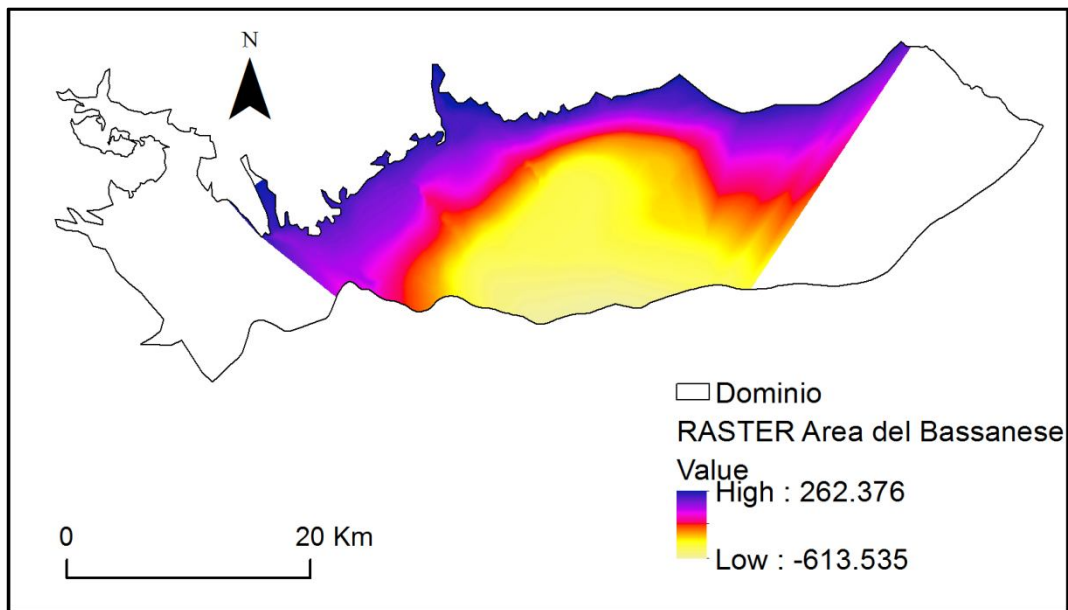 N
Dominio
RASTER Area del Bassanese
Value
High : 262.376
Low : -613.535
0 20 Km